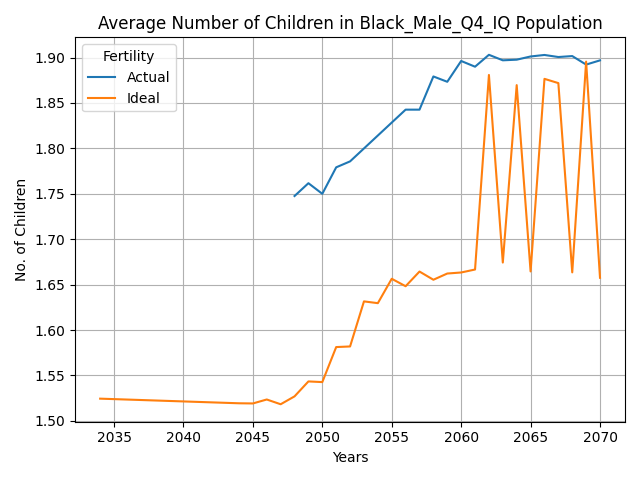 Average Number of Children in Black_Male_Q4_IQ Population
Fertility
Actual
Ideal
No. of Children
1.90
1.85
1.80
1.75
1.70
1.65
1.60
1.55
1.50
2035 2040 2045 2050 2055 2060 2065 2070
Years